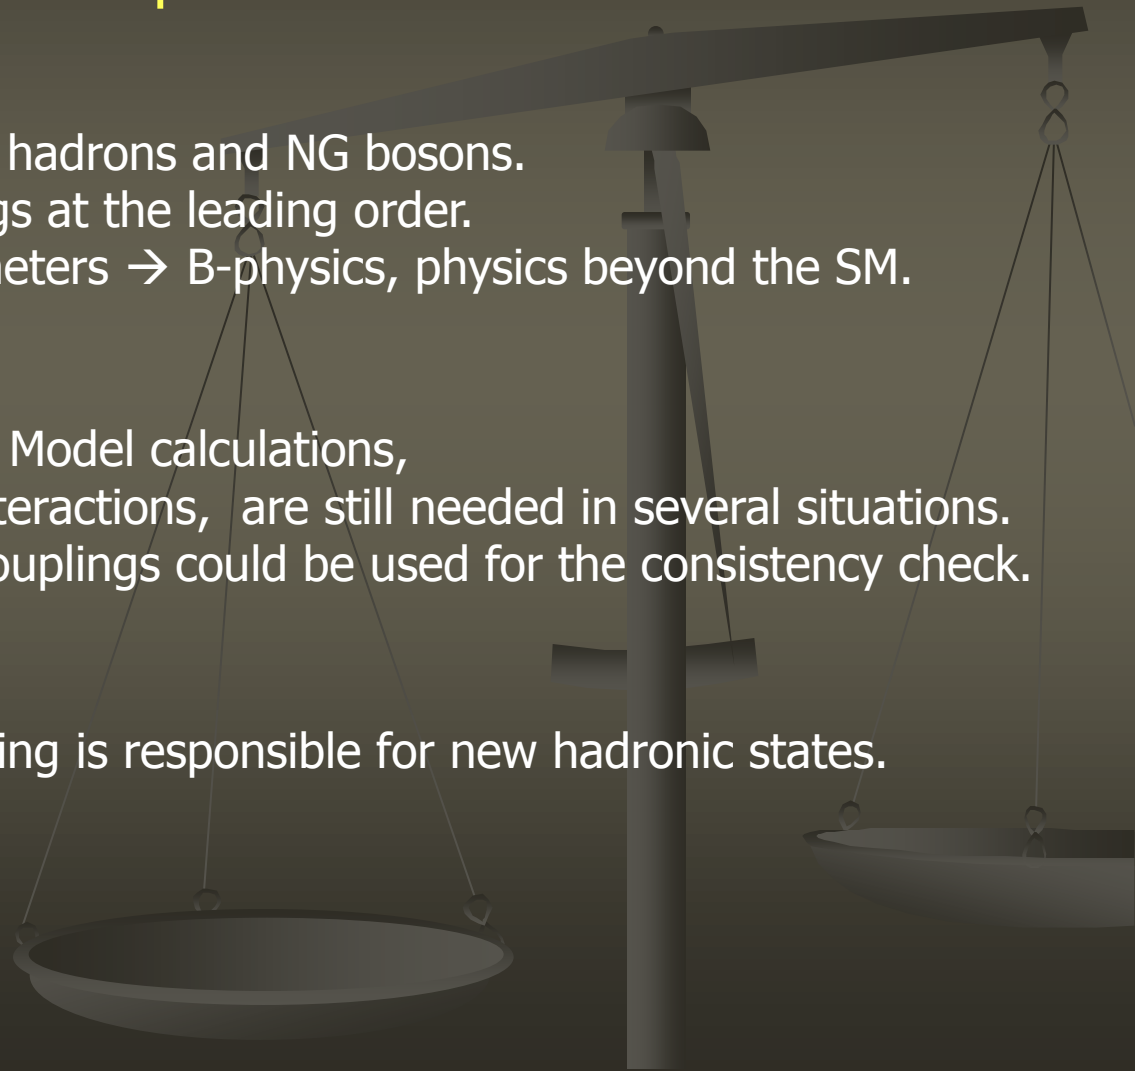 hadrons and NG bosons.
gs at the leading order.
eters → B-physics, physics beyond the SM.
Model calculations,
teractions,  are still needed in several situations.
ouplings could be used for the consistency check.
ing is responsible for new hadronic states.